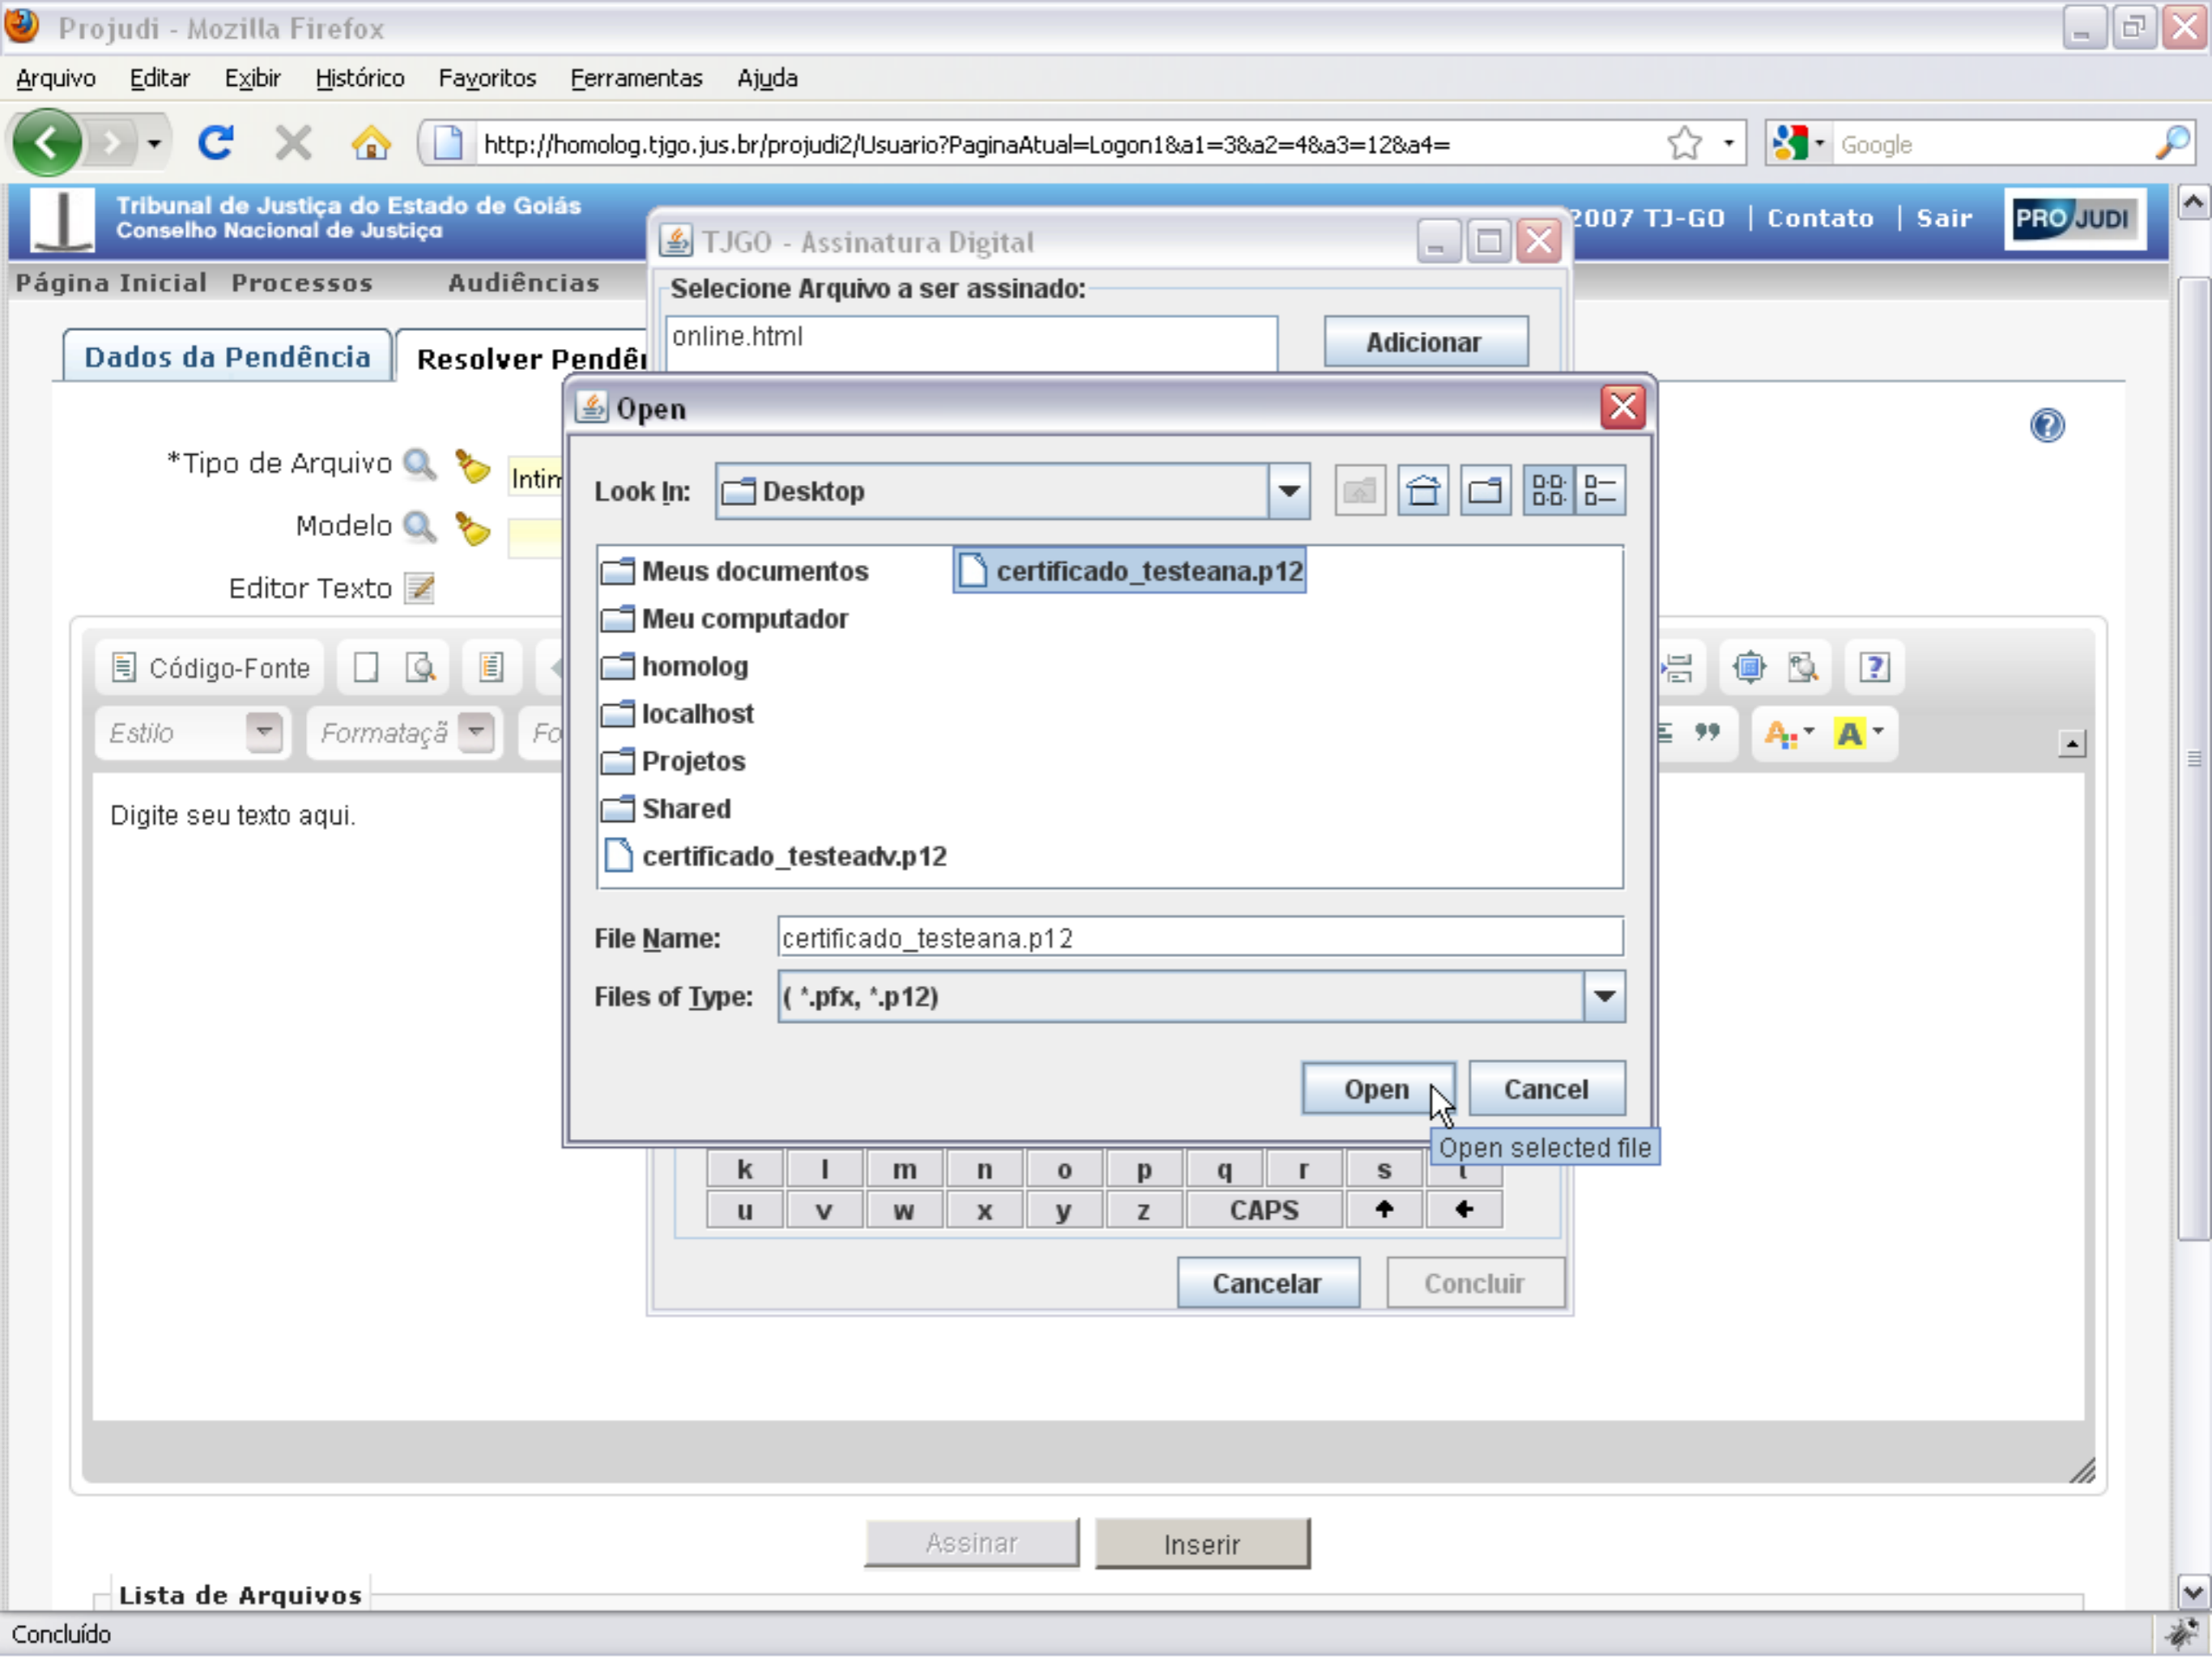 Projudi - Mozilla Firefox
Arquivo Editar Exibir Histórico Favoritos Ferramentas Ajuda
http://homolog.tjgo.jus.br/projudi2/Usuario?PaginaAtual=Logon1&a1=3&a2=4&a3=12&a4=
Google
Tribunal de Justiça do Estado de Goiás
Conselho Nacional de Justiça
2007 TJ-GO | Contato | Sair
PROJUDI
TJGO - Assinatura Digital
Página Inicial Processos Audiências
Selecione Arquivo a ser assinado:
online.html
Adicionar
Dados da Pendência
Resolver Pendê
Open
*Tipo de Arquivo
Intim
Look In: Desktop
Modelo
Editor Texto
Meus documentos
certificado_testeana.p12
Meu computador
homolog
localhost
Projetos
Shared
certificado_testeadv.p12
Código-Fonte
Estilo Formataçã Fo
Digite seu texto aqui.
File Name: certificado_testeana.p12
Files of Type: ( *.pfx, *.p12)
Open Cancel
Open selected file
k l m n o p q r s t
u v w x y z CAPS
Cancelar Concluir
Assinar Inserir
Lista de Arquivos
Concluído